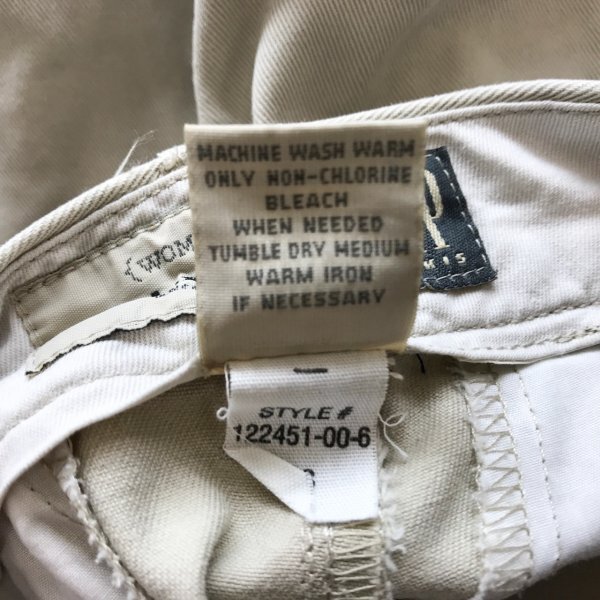 MACHINE WASH WARM
ONLY NON-CHLORINE
BLEACH
WHEN NEEDED
TUMBLE DRY MEDIUM
WARM IRON
IF NECESSARY
STYLE #
122451-00-6